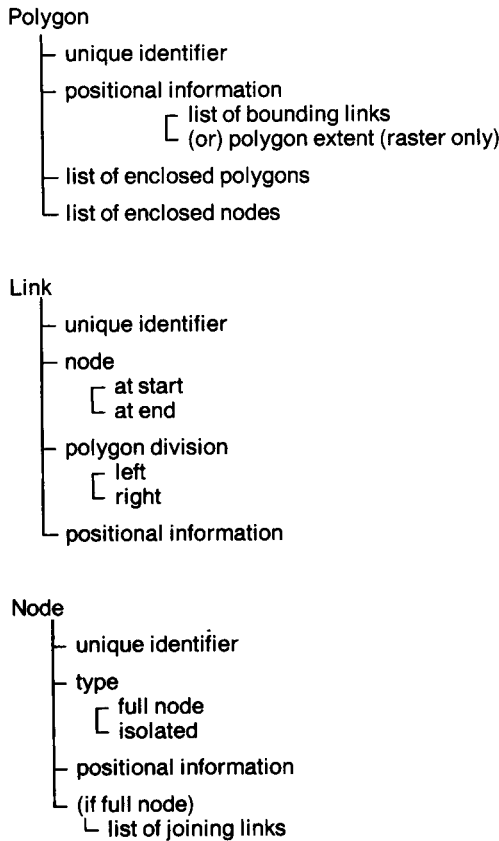 Polygon
unique identifier
positional information
list of bounding links
(or) polygon extent (raster only)
list of enclosed polygons
list of enclosed nodes
Link
unique identifier
node
at start
at end
polygon division
left
right
positional information
Node
unique identifier
type
full node
isolated
positional information
(if full node)
list of joining links